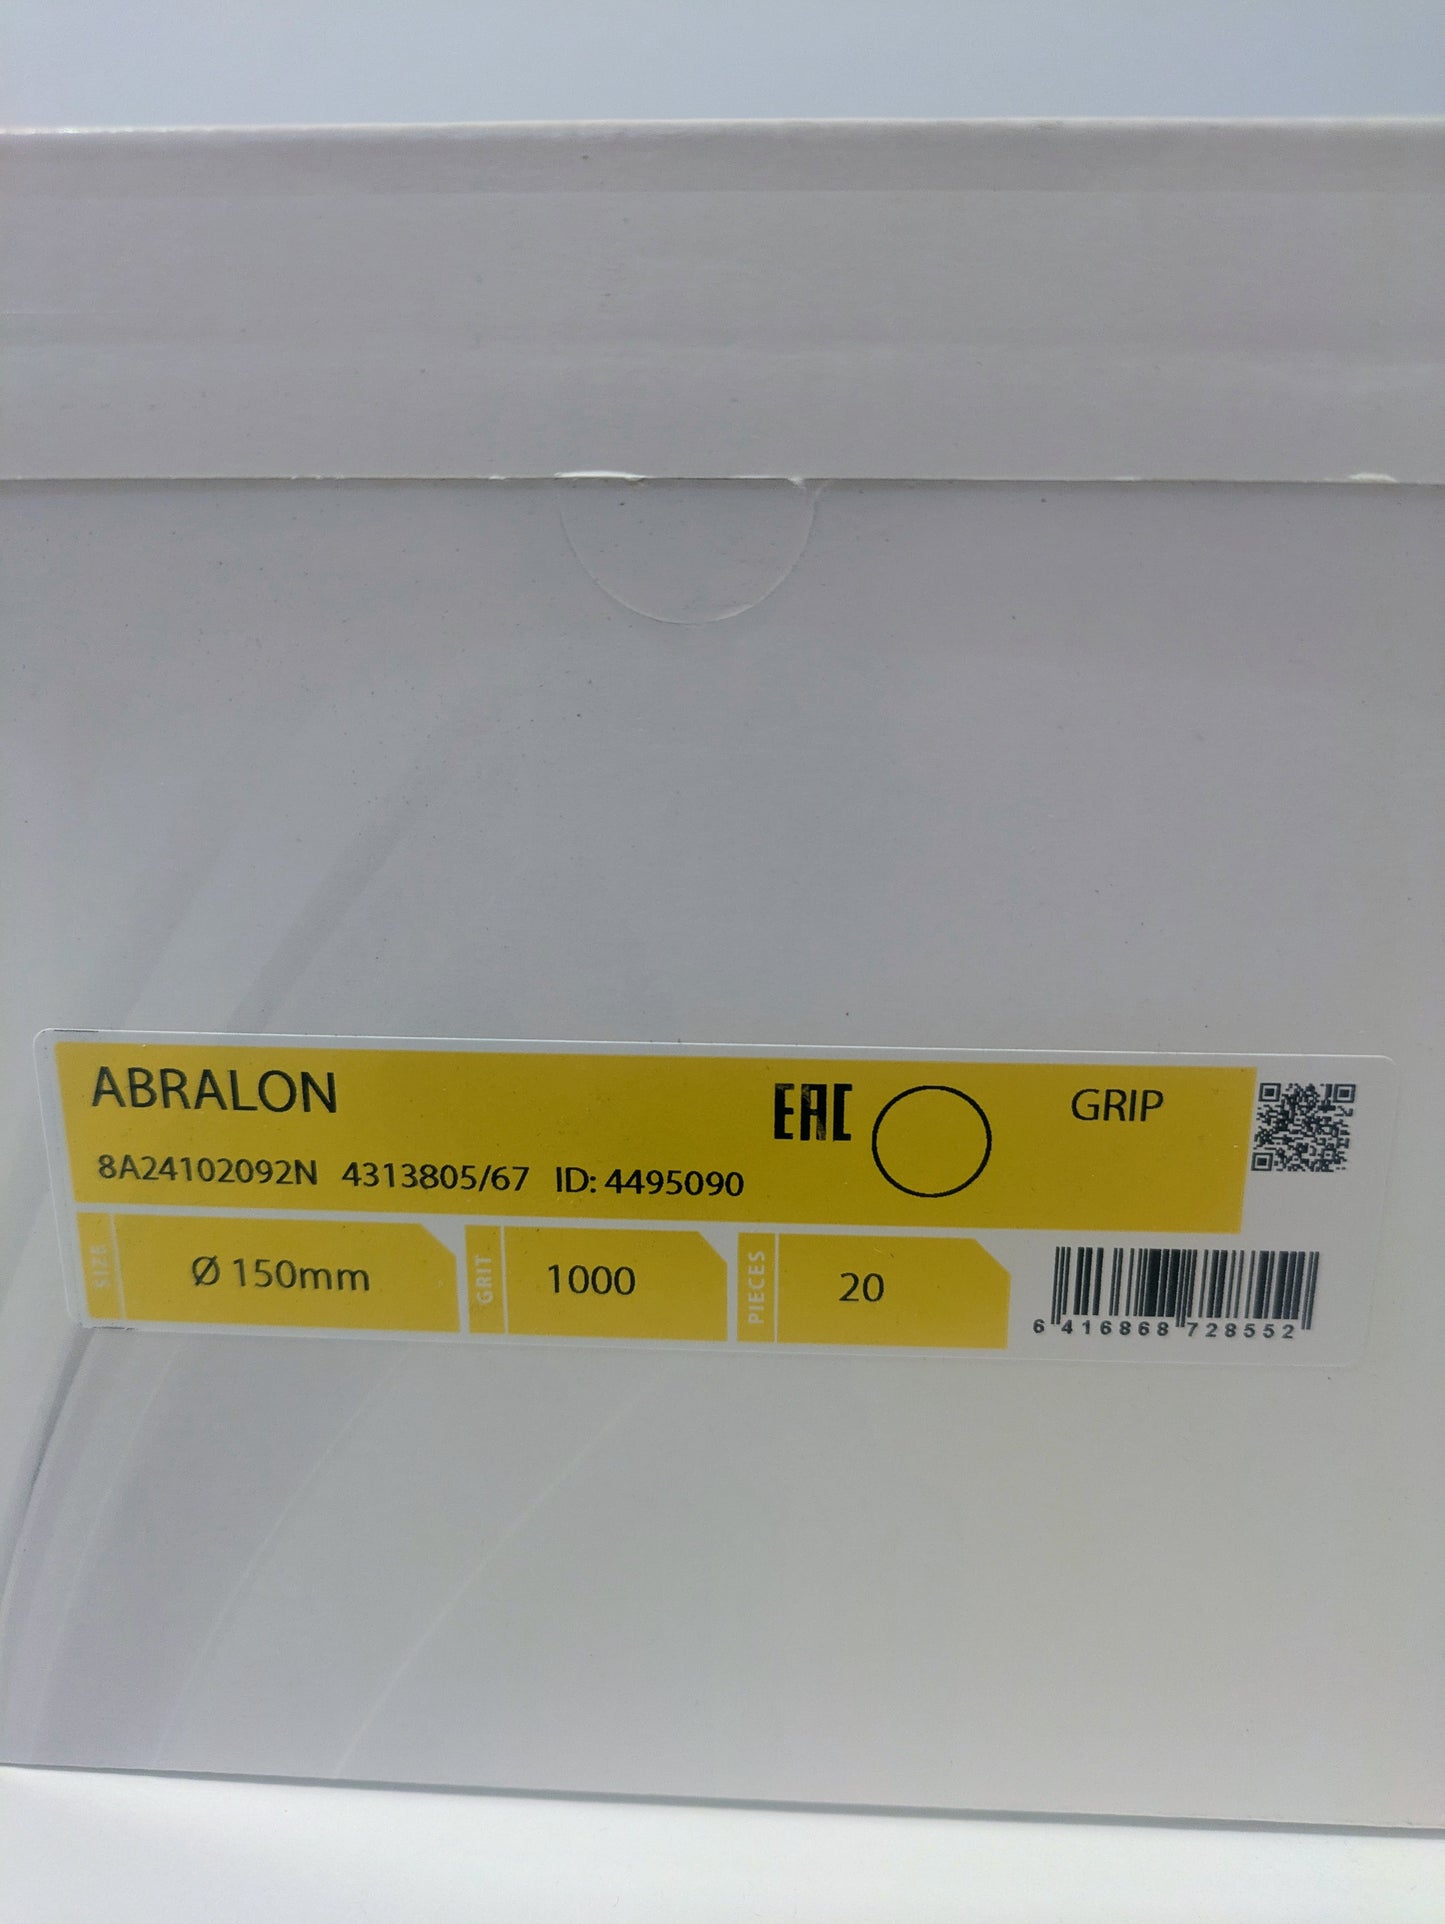 ABRALON
EAC
GRIP
8A24102092N 4313805/67 ID: 4495090
SIZE
Ø 150mm
GRIT
1000
PIECES
20
6 416868 728552